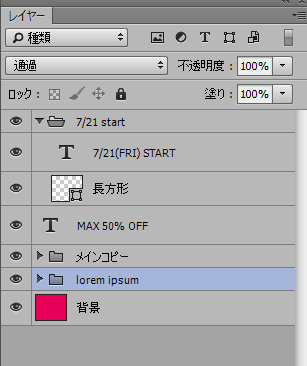 レイヤー
種類 T
通過 不透明度: 100%
ロック: 塗り: 100%
7/21 start
T 7/21(FRI) START
長方形
T MAX 50% OFF
メインコピー
lorem ipsum
背景